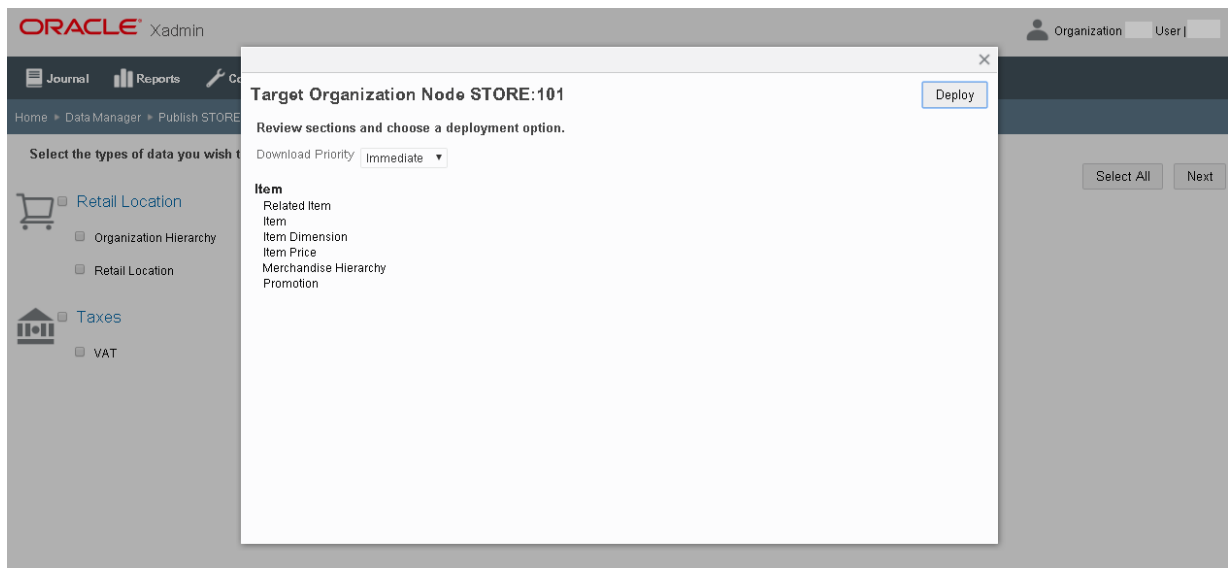 ORACLE Xadmin
Organization User |
Journal Reports Co
Home Data Manager Publish STORE
Select the types of data you wish t
Select All Next
Retail Location
Organization Hierarchy
Retail Location
Taxes
VAT
×
Target Organization Node STORE:101
Deploy
Review sections and choose a deployment option.
Download Priority Immediate
Item
Related Item
Item
Item Dimension
Item Price
Merchandise Hierarchy
Promotion